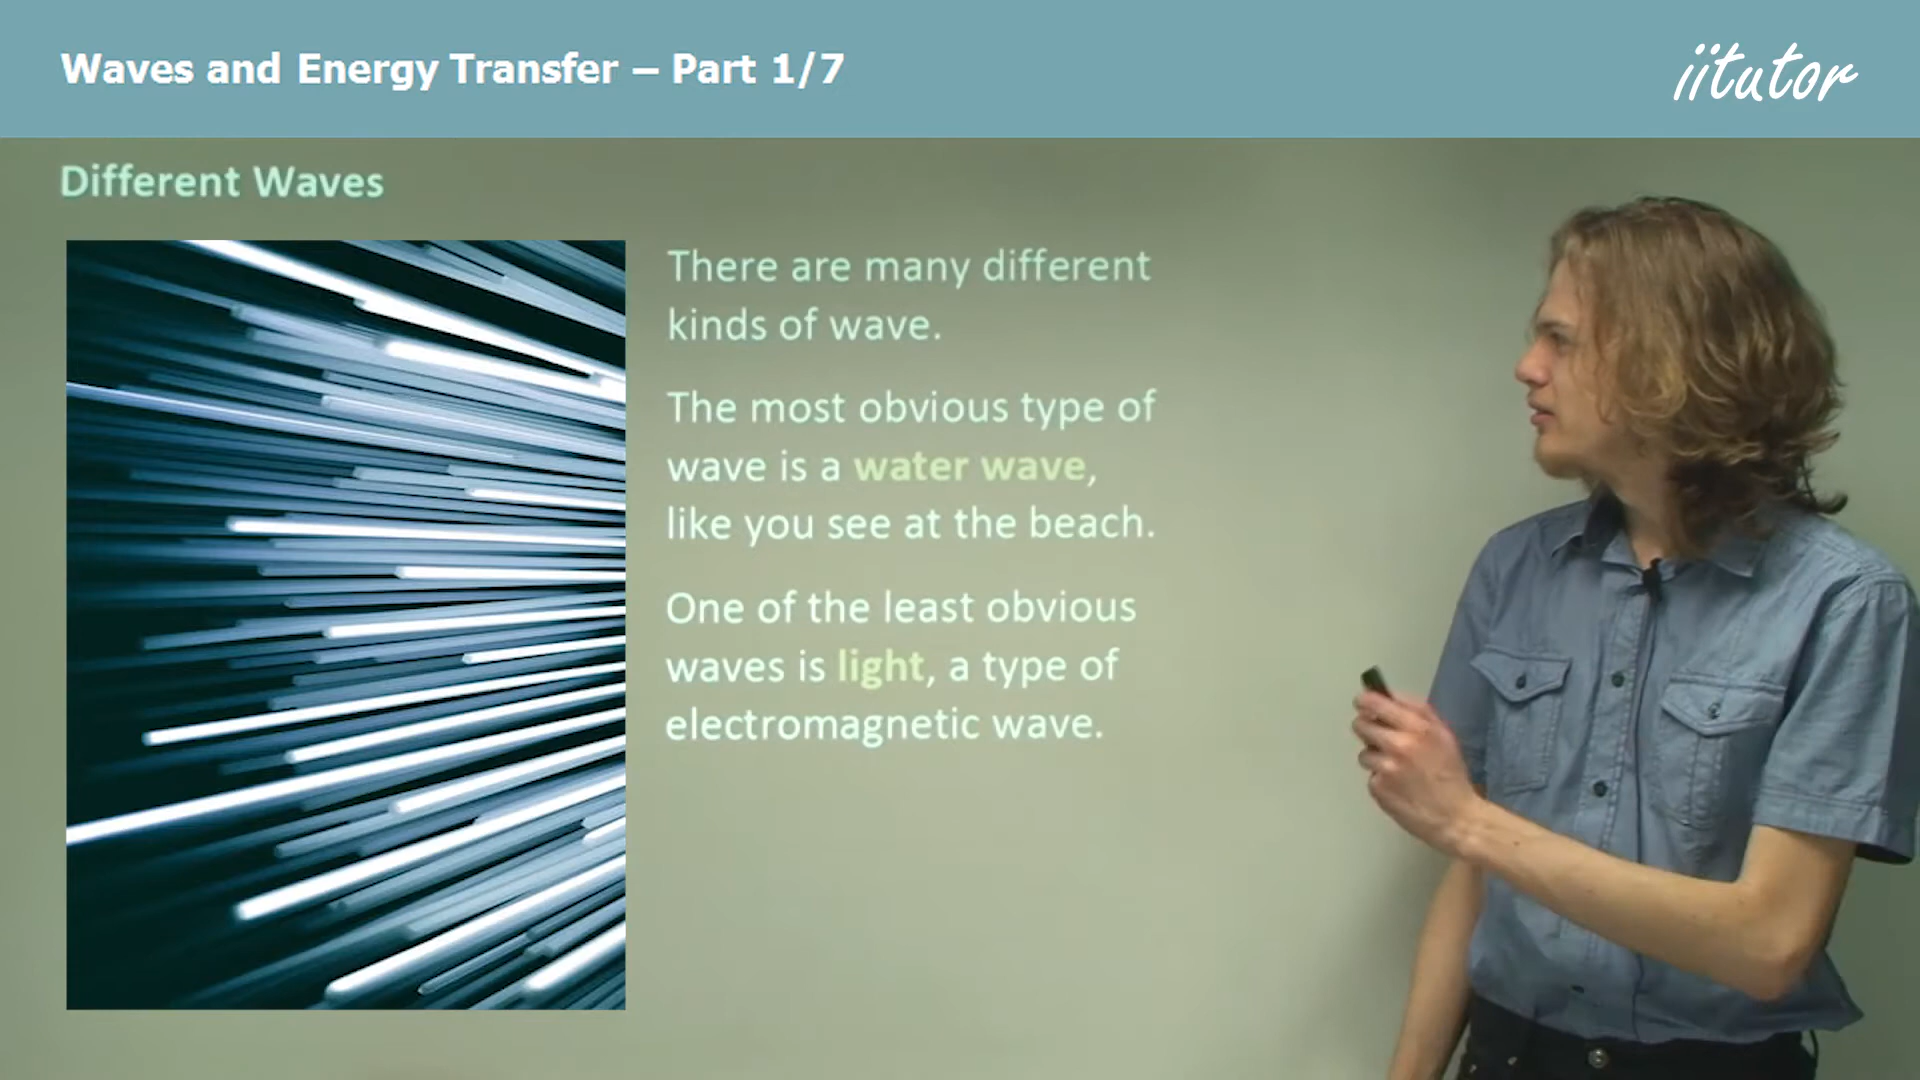 Waves and Energy Transfer – Part 1/7
iitutor
Different Waves
There are many different
kinds of wave.
The most obvious type of
wave is a water wave,
like you see at the beach.
One of the least obvious
waves is light, a type of
electromagnetic wave.